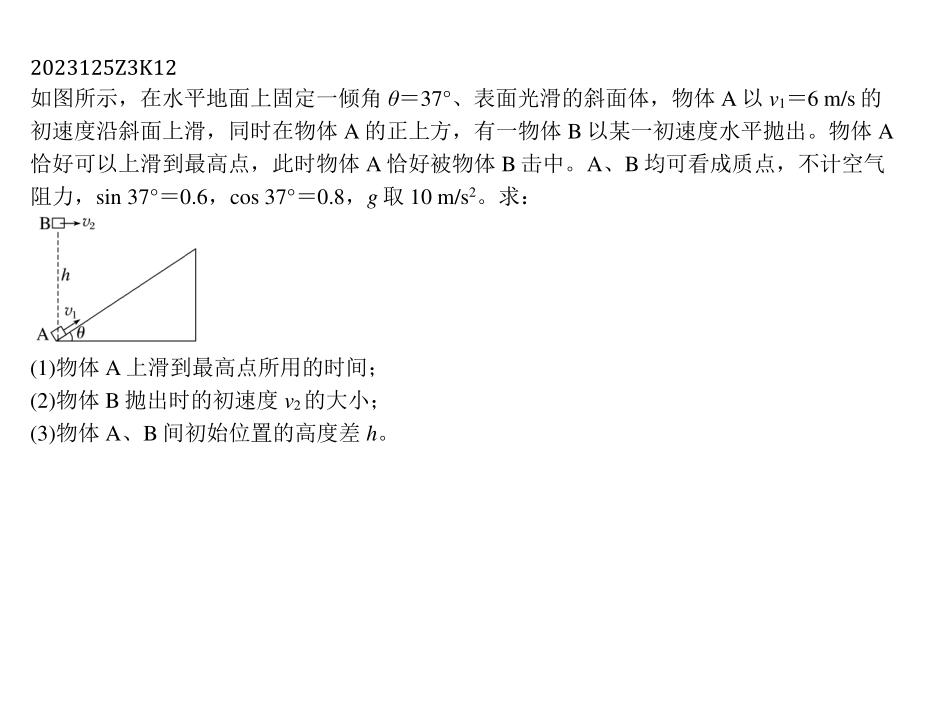 2023125Z3K12
如图所示，在水平地面上固定一倾角 θ＝37°、表面光滑的斜面体，物体 A 以 v₁＝6 m/s 的
初速度沿斜面上滑，同时在物体 A 的正上方，有一物体 B 以某一初速度水平抛出。物体 A
恰好可以上滑到最高点，此时物体 A 恰好被物体 B 击中。A、B 均可看成质点，不计空气
阻力，sin 37°＝0.6，cos 37°＝0.8，g 取 10 m/s²。求：
B v₂
h
v₁
A θ
(1)物体 A 上滑到最高点所用的时间；
(2)物体 B 抛出时的初速度 v₂的大小；
(3)物体 A、B 间初始位置的高度差 h。